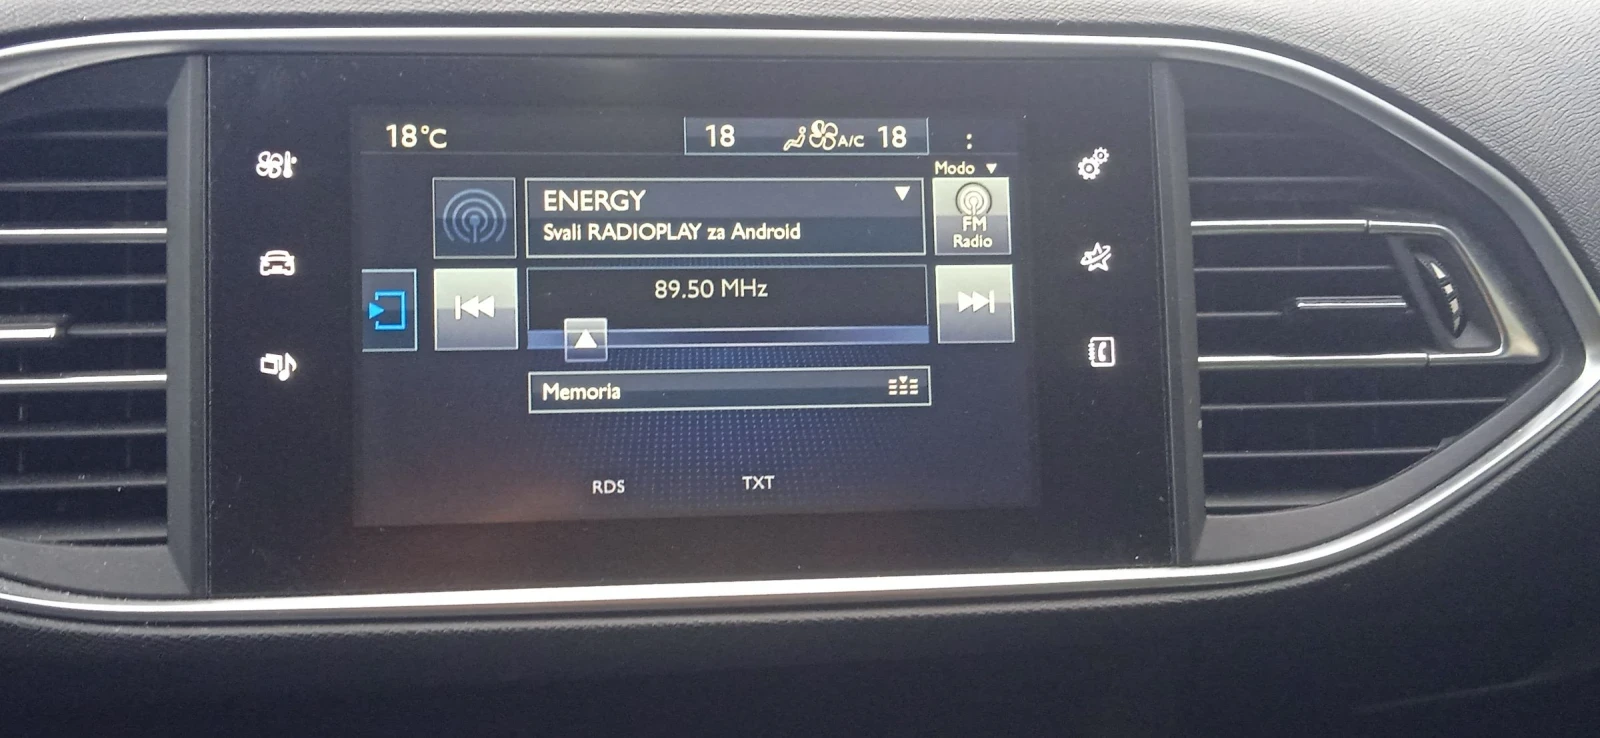 18°C
18 A/C 18 :
Modo
ENERGY
Svali RADIOPLAY za Android
FM
Radio
89.50 MHz
Memoria
RDS TXT